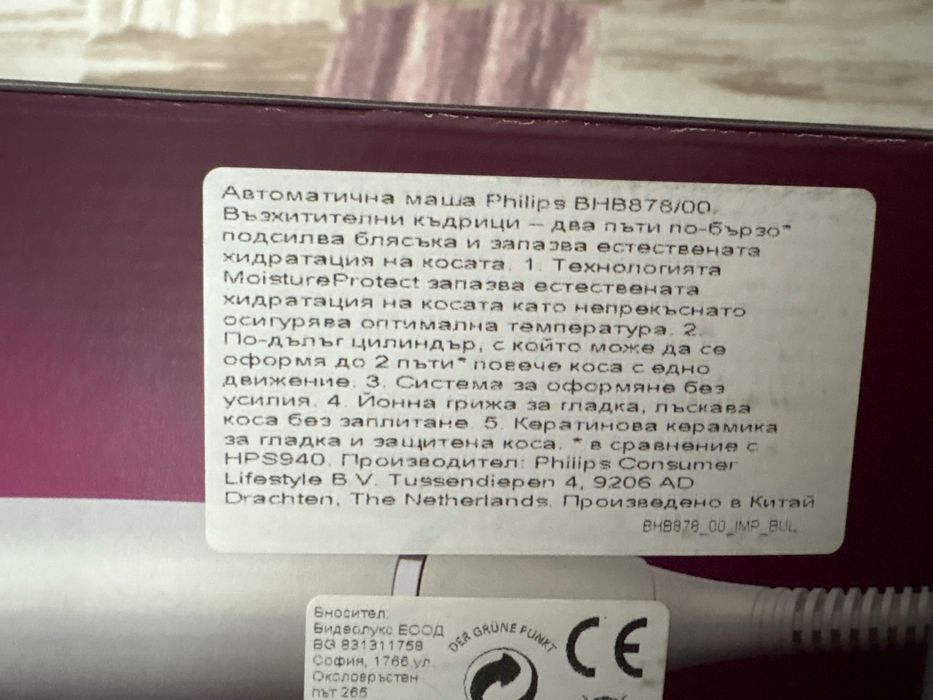 Автоматична маша Philips BHB878/00.
Възхитителни къдрици – два пъти по-бързо*
подсилва блясъка и запазва естествената
хидратация на косата. 1. Технологията
MoistureProtect запазва естествената
хидратация на косата като непрекъснато
осигурява оптимална температура. 2.
По-дълъг цилиндър, с който може да се
оформя до 2 пъти* повече коса с едно
движение. 3. Система за оформяне без
усилия. 4. Йонна грижа за гладка, лъскава
коса без заплитане. 5. Кератинова керамика
за гладка и защитена коса. * в сравнение с
HPS940. Производител: Philips Consumer
Lifestyle B.V. Tussendiepen 4, 9206 AD
Drachten, The Netherlands. Произведено в Китай
BHB878_00_IMP_BUL
Вносител:
Видеолукс ЕООД
BG 831311758
София, 1766 ул.
Околовръстен
път 265
DER GRÜNE PUNKT
CE